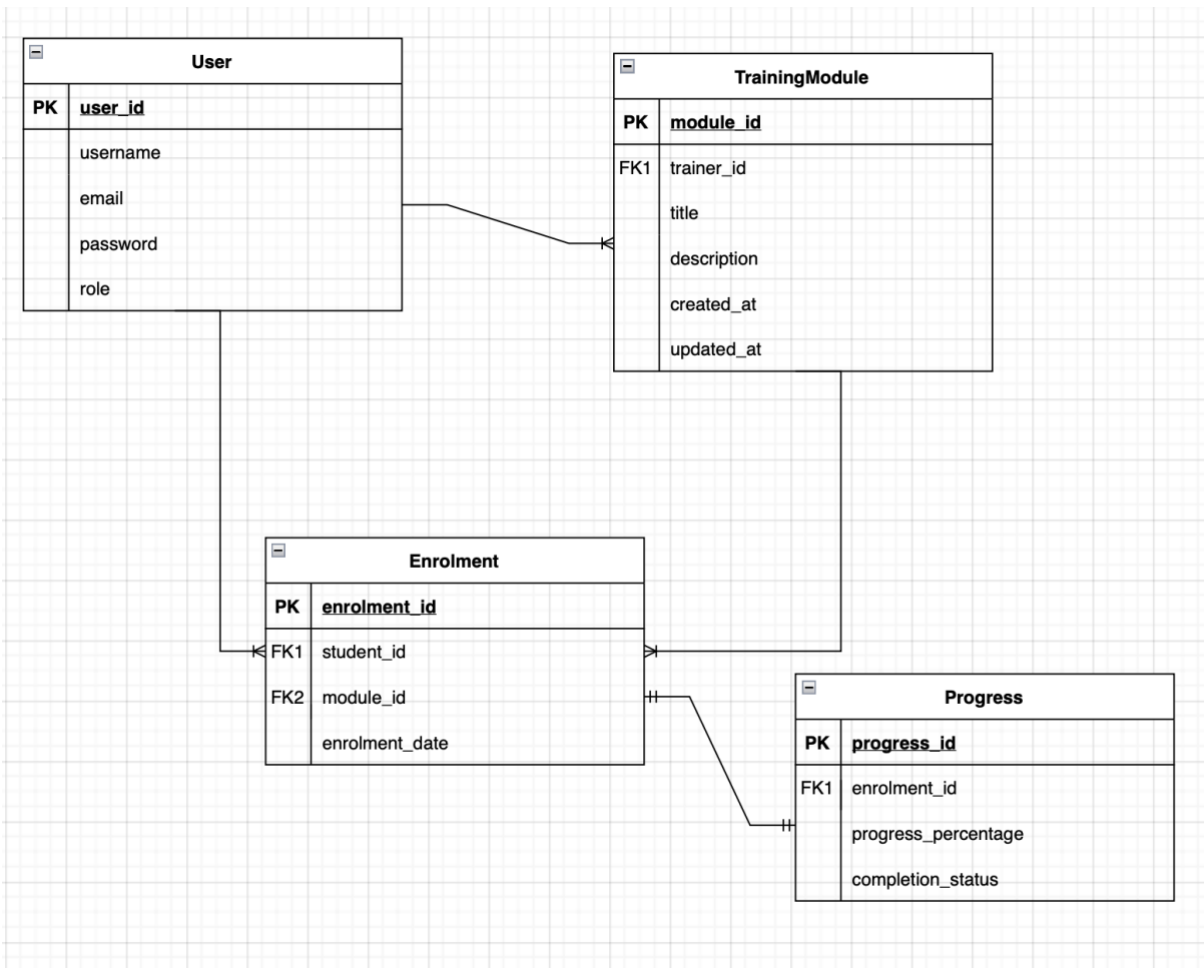 User
PK user_id
username
email
password
role
TrainingModule
PK module_id
FK1 trainer_id
title
description
created_at
updated_at
Enrolment
PK enrolment_id
FK1 student_id
FK2 module_id
enrolment_date
Progress
PK progress_id
FK1 enrolment_id
progress_percentage
completion_status